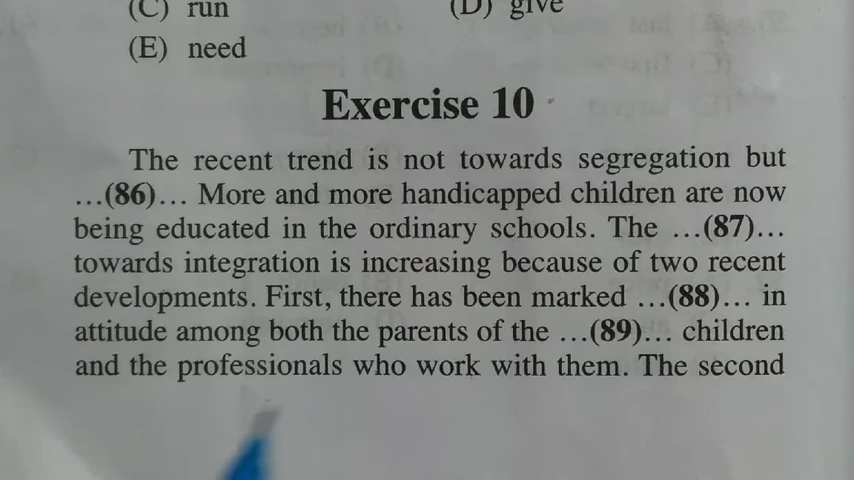 (C) run (D) give
(E) need
Exercise 10
The recent trend is not towards segregation but
...(86)... More and more handicapped children are now
being educated in the ordinary schools. The ...(87)...
towards integration is increasing because of two recent
developments. First, there has been marked ...(88)... in
attitude among both the parents of the ...(89)... children
and the professionals who work with them. The second